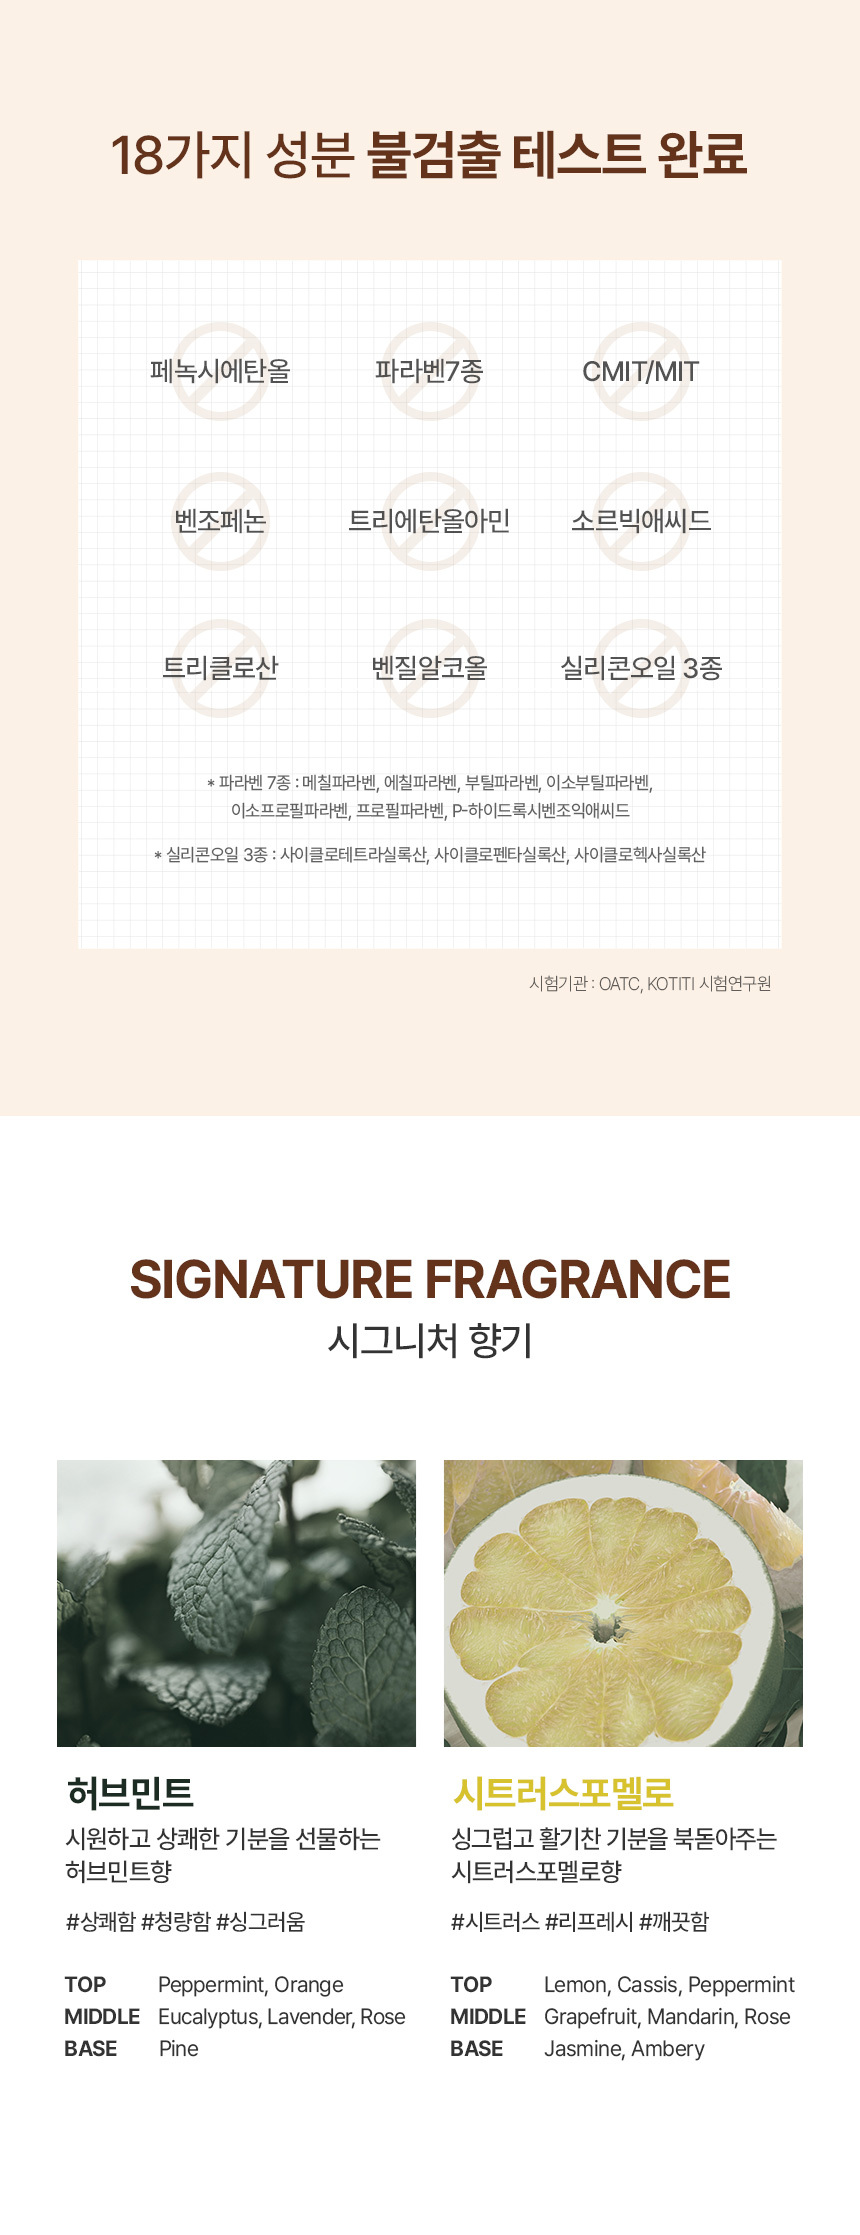 18가지 성분 불검출 테스트 완료
페녹시에탄올
파라벤7종
CMIT/MIT
벤조페논
트리에탄올아민
소르빅애씨드
트리클로산
벤질알코올
실리콘오일 3종
* 파라벤 7종 : 메칠파라벤, 에칠파라벤, 부틸파라벤, 이소부틸파라벤,
이소프로필파라벤, 프로필파라벤, P-하이드록시벤조익애씨드
* 실리콘오일 3종 : 사이클로테트라실록산, 사이클로펜타실록산, 사이클로헥사실록산
시험기관 : OATC, KOTITI 시험연구원
SIGNATURE FRAGRANCE
시그니처 향기
허브민트
시원하고 상쾌한 기분을 선물하는
허브민트향
#상쾌함 #청량함 #싱그러움
TOP Peppermint, Orange
MIDDLE Eucalyptus, Lavender, Rose
BASE Pine
시트러스포멜로
싱그럽고 활기찬 기분을 북돋아주는
시트러스포멜로향
#시트러스 #리프레시 #깨끗함
TOP Lemon, Cassis, Peppermint
MIDDLE Grapefruit, Mandarin, Rose
BASE Jasmine, Ambery